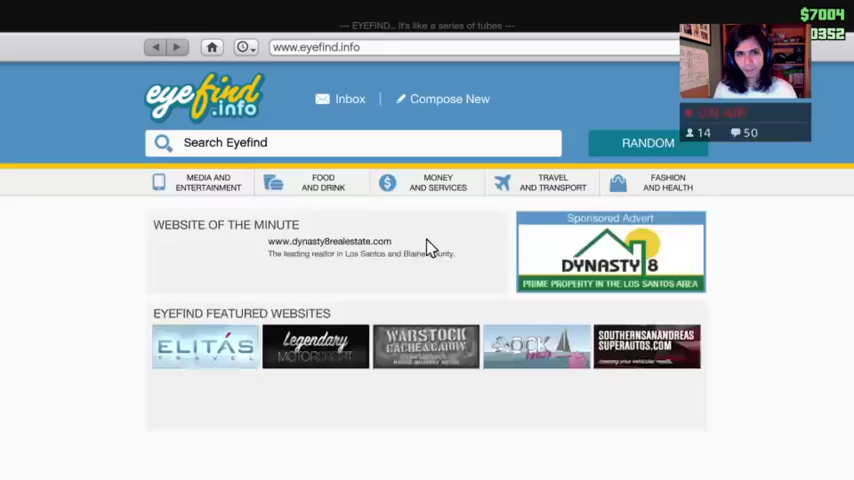 --- EYEFIND... It's like a series of tubes ---
$7004
0352
www.eyefind.info
eyefind
.info
Inbox
Compose New
Search Eyefind
RANDOM
14
50
MEDIA AND
ENTERTAINMENT
FOOD
AND DRINK
MONEY
AND SERVICES
TRAVEL
AND TRANSPORT
FASHION
AND HEALTH
WEBSITE OF THE MINUTE
www.dynasty8realestate.com
The leading realtor in Los Santos and Blaine County.
Sponsored Advert
DYNASTY 8
PRIME PROPERTY IN THE LOS SANTOS AREA
EYEFIND FEATURED WEBSITES
ELITÁS
TRAVEL
Legendary
MOTORSPORT
WARSTOCK
CACHE & CARRY
DOCK
SOUTHERNSANANDREAS
SUPERAUTOS.COM